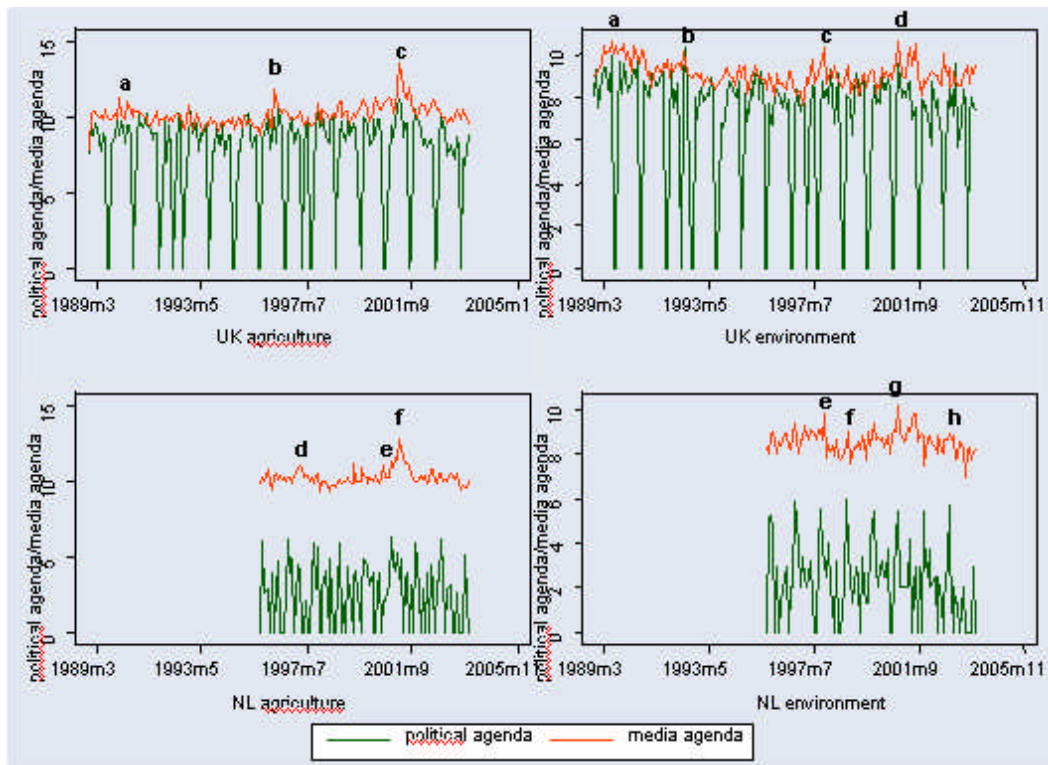 political agenda/media agenda
0 5 10 15
a b c
1989m3 1993m5 1997m7 2001m9 2005m11
UK agriculture
political agenda/media agenda
0 2 4 6 8 10
a b c d
1989m3 1993m5 1997m7 2001m9 2005m11
UK environment
political agenda/media agenda
0 5 10 15
d e f
1989m3 1993m5 1997m7 2001m9 2005m1
NL agriculture
political agenda/media agenda
0 2 4 6 8 10
e f g h
1989m3 1993m5 1997m7 2001m9 2005m11
NL environment
political agenda media agenda